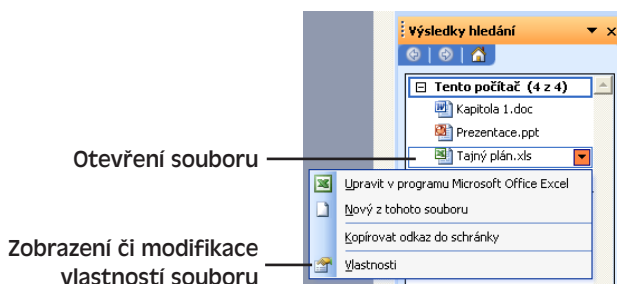 Výsledky hledání
Tento počítač (4 z 4)
Kapitola 1.doc
Prezentace.ppt
Otevření souboru
Tajný plán.xls
Upravit v programu Microsoft Office Excel
Nový z tohoto souboru
Kopírovat odkaz do schránky
Zobrazení či modifikace
vlastností souboru
Vlastnosti